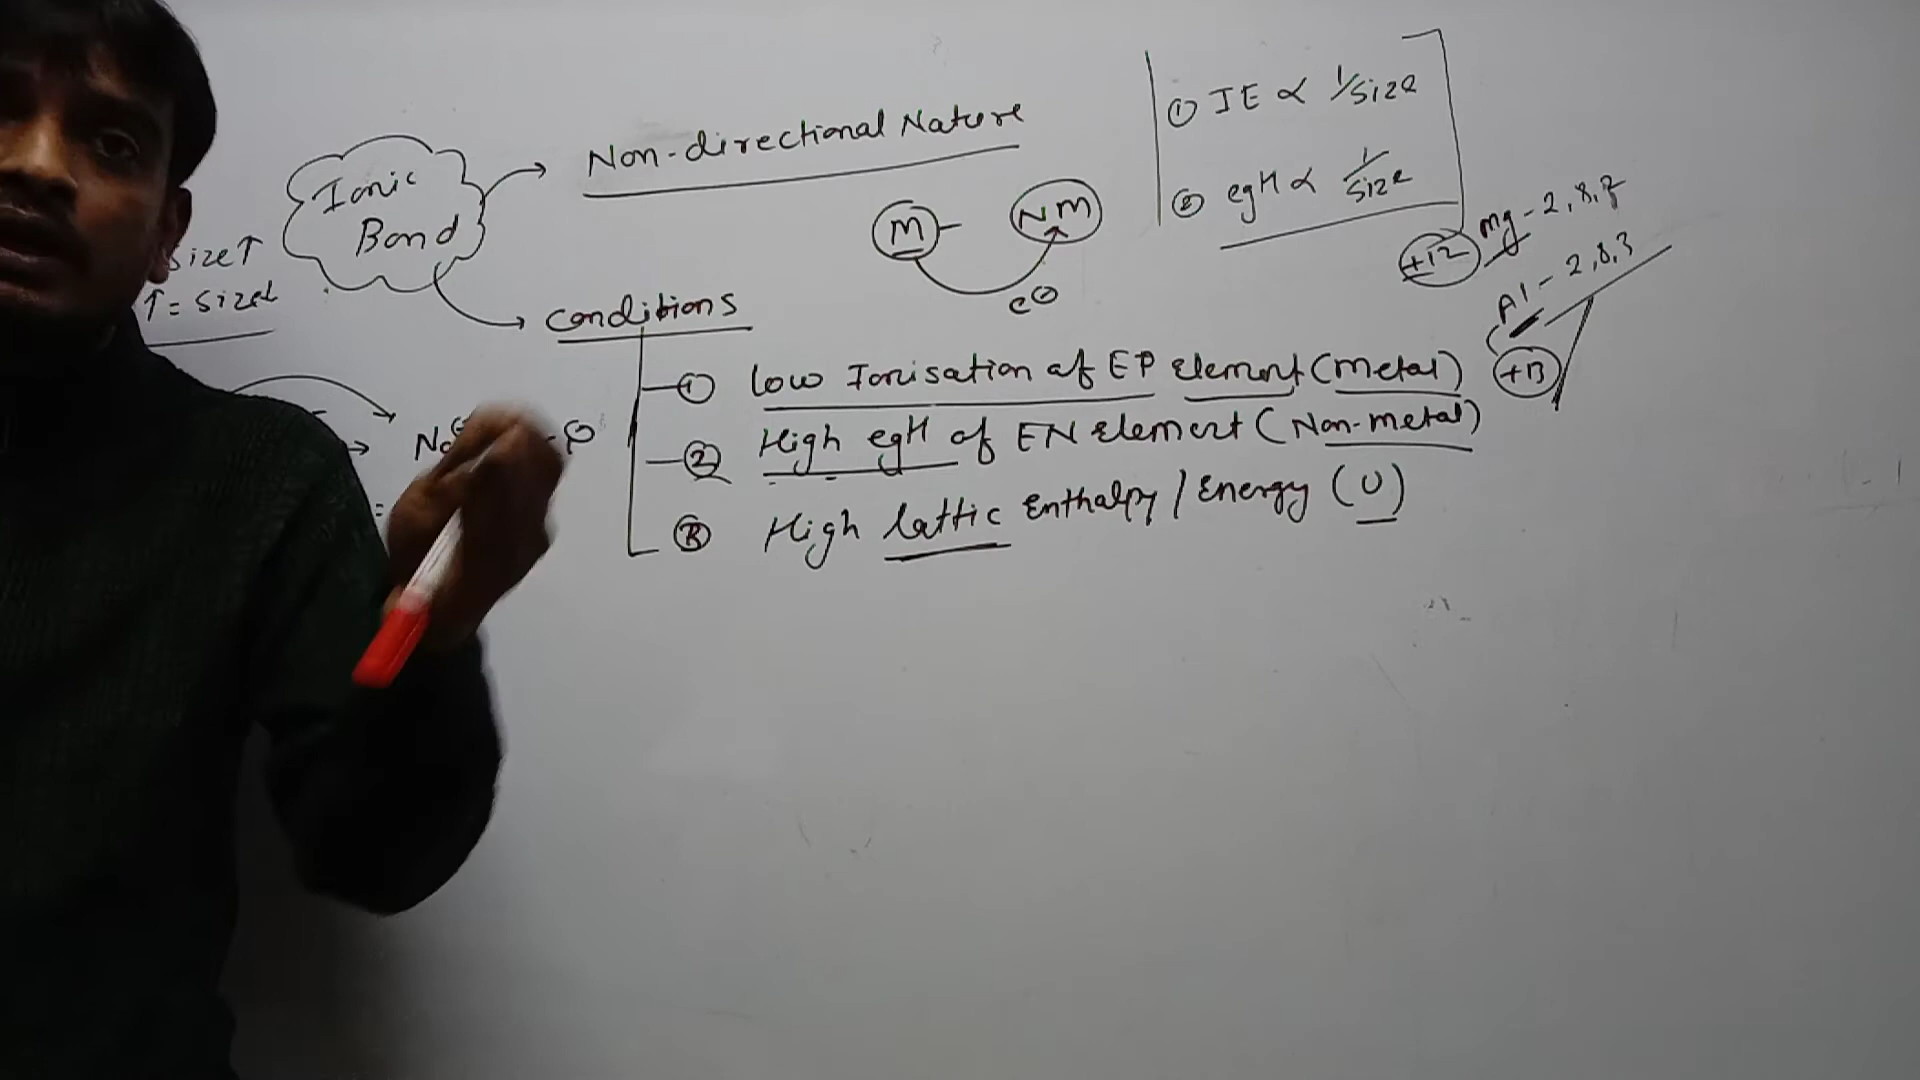 Ionic Bond
Non-directional Nature
M
NM
e⊖
① IE ∝ 1/size
② egH ∝ 1/size
+12
Mg - 2, 8, 2
Al - 2, 8, 3
+13
size↑
↑ = size↓
Conditions
① Low Ionisation of EP Element (Metal)
② High egH of EN Element (Non-metal)
③ High Lattic Enthalpy / Energy (U)